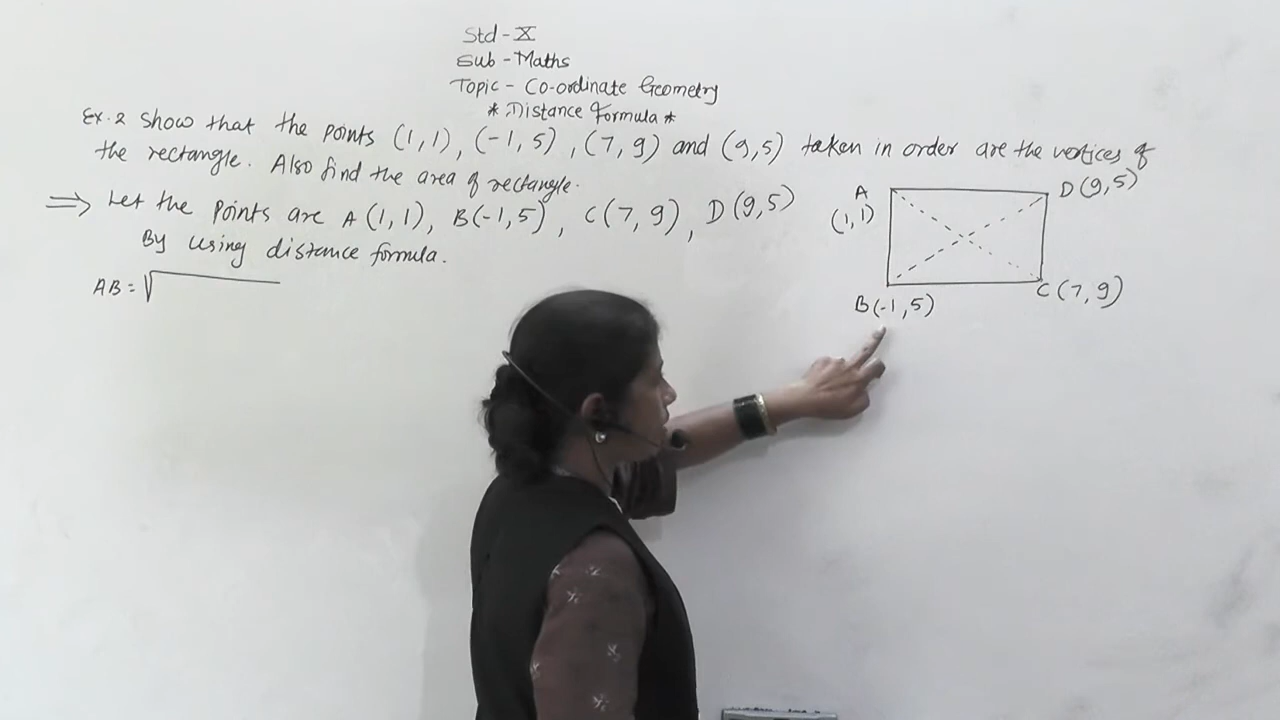 Std - X
Sub - Maths
Topic - Co-ordinate Geometry
* Distance Formula *
Ex. 2 Show that the points (1, 1), (-1, 5), (7, 9) and (9, 5) taken in order are the vertices of
the rectangle. Also find the area of rectangle.
⇒ Let the points are A (1, 1), B(-1, 5), C(7, 9), D(9, 5)
By using distance formula.
AB = √
A
(1, 1)
D (9, 5)
B(-1, 5)
C (7, 9)